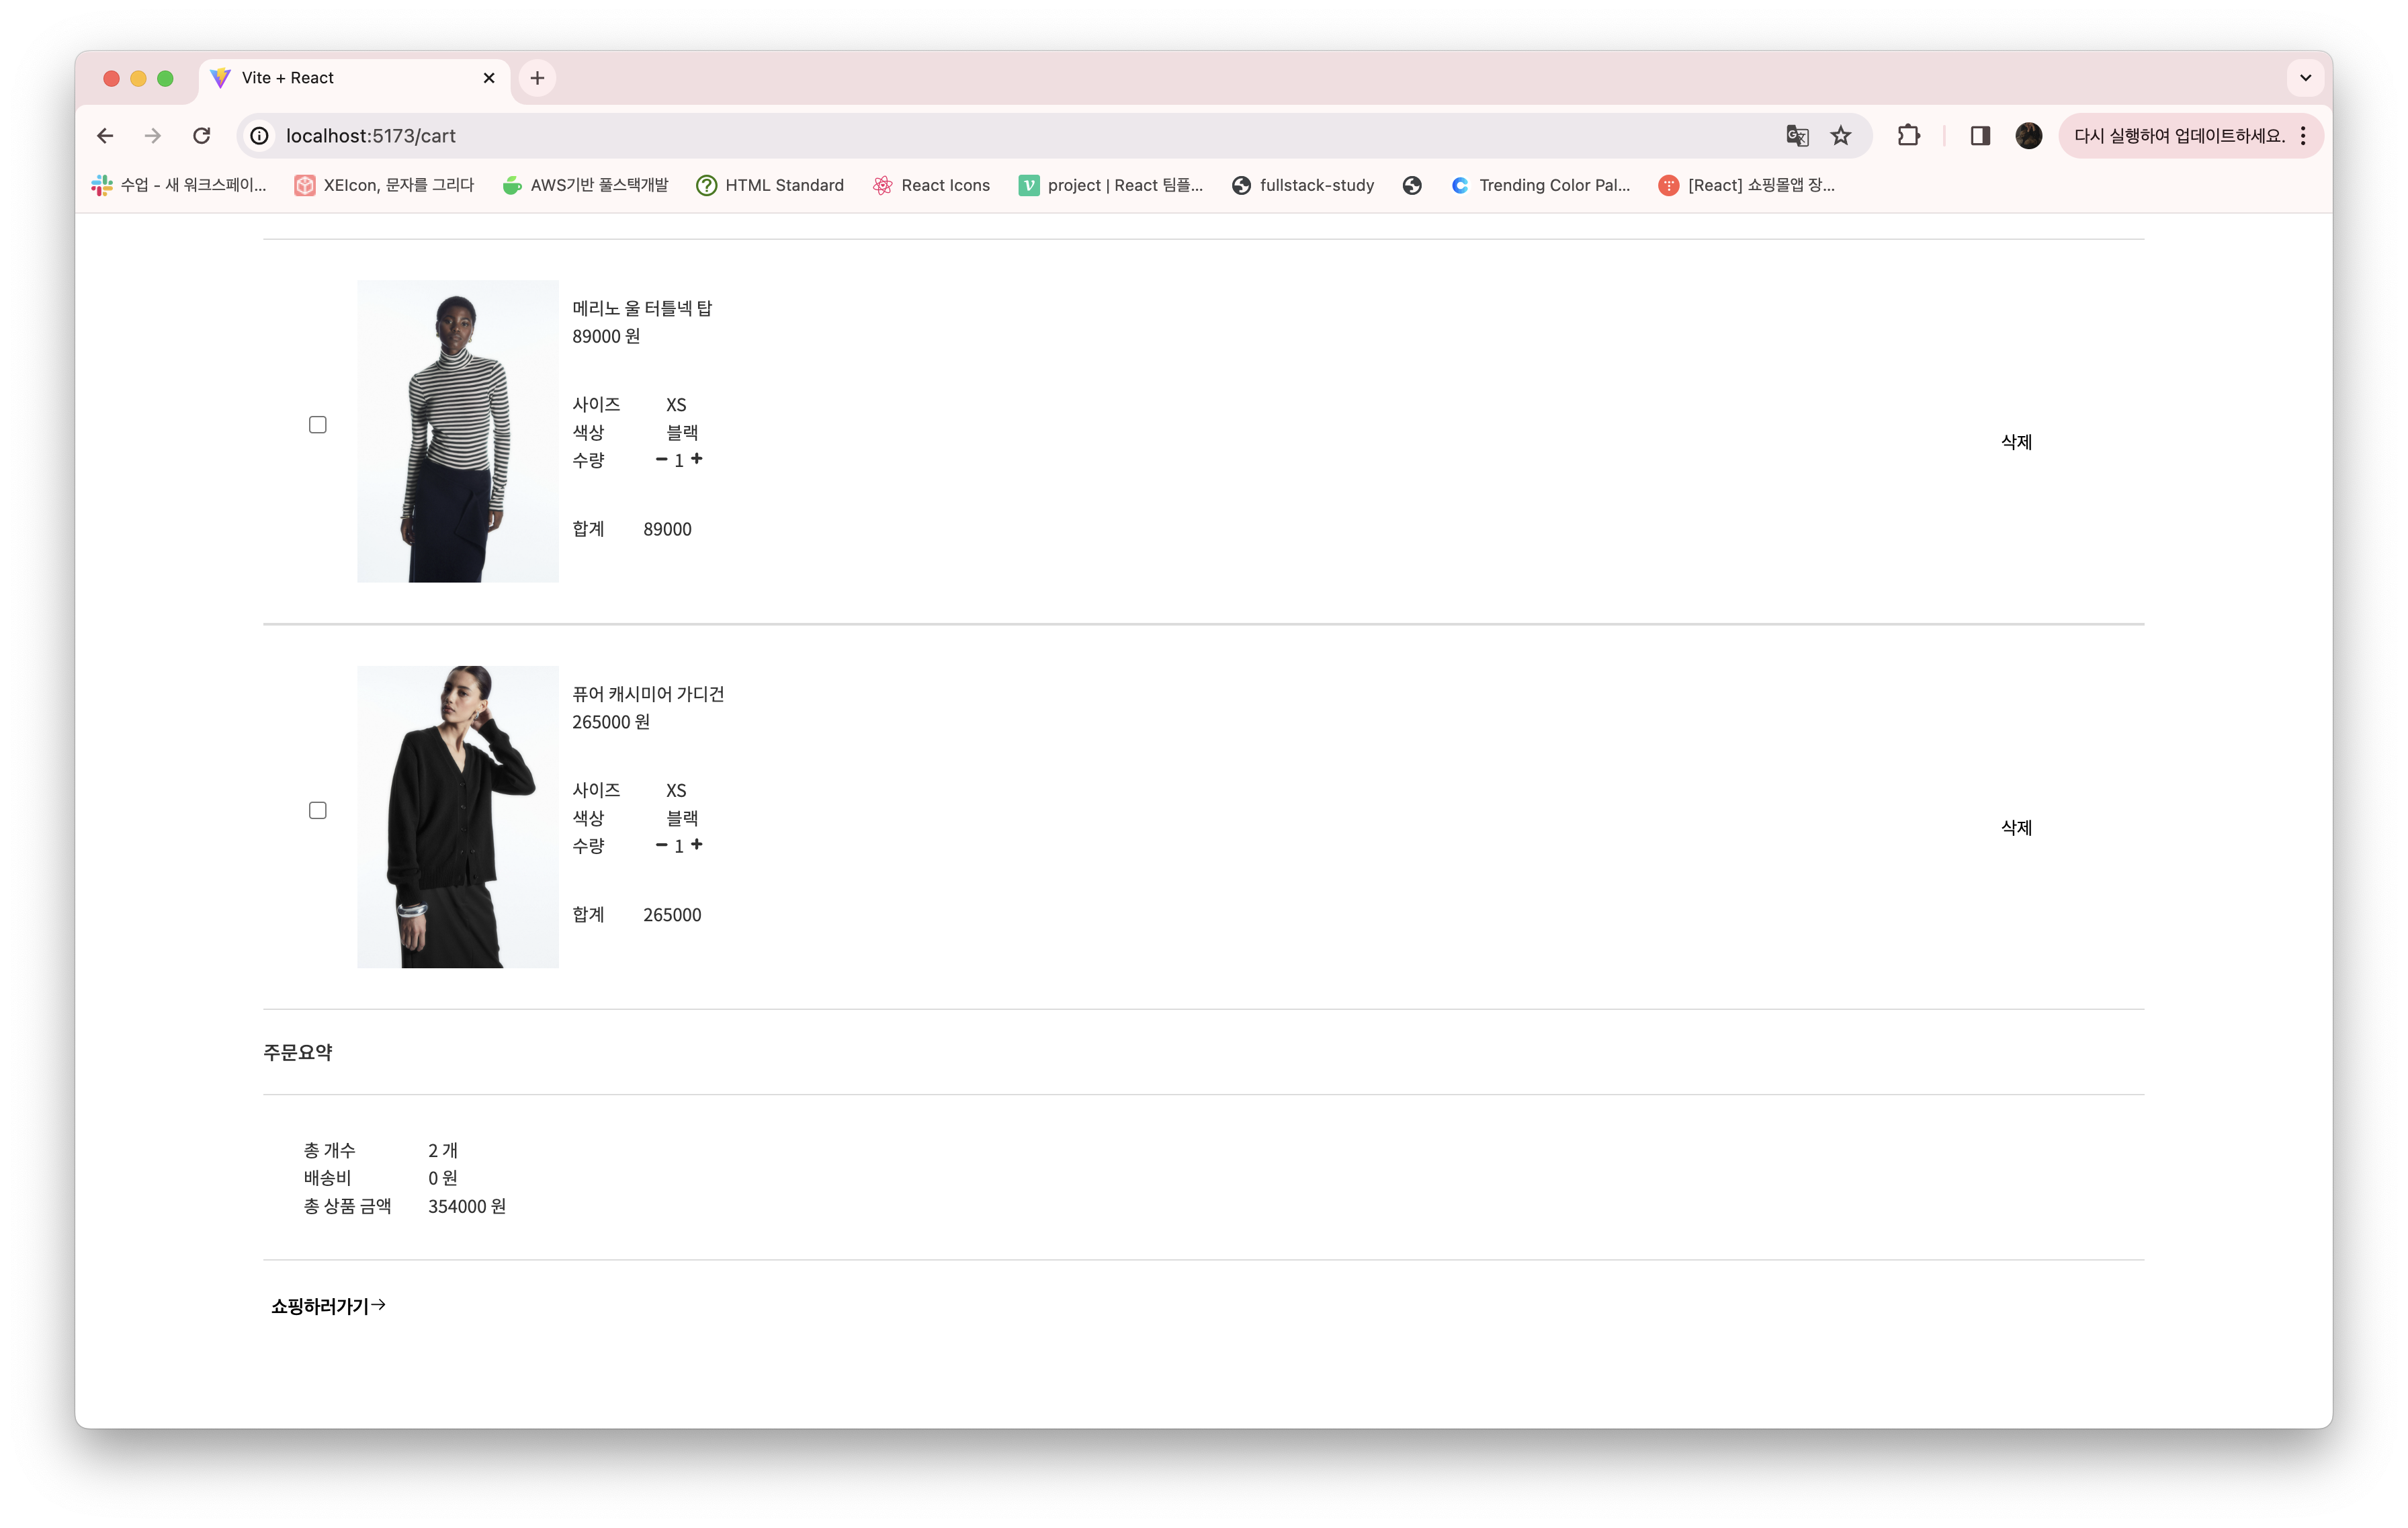 Vite + React
localhost:5173/cart
다시 실행하여 업데이트하세요.
수업 - 새 워크스페이... XEIcon, 문자를 그리다 AWS기반 풀스택개발 HTML Standard React Icons project | React 팀플... fullstack-study Trending Color Pal... [React] 쇼핑몰앱 장...
메리노 울 터틀넥 탑
89000 원
사이즈 XS
색상 블랙
수량 - 1 +
삭제
합계 89000
퓨어 캐시미어 가디건
265000 원
사이즈 XS
색상 블랙
수량 - 1 +
삭제
합계 265000
주문요약
총 개수 2 개
배송비 0 원
총 상품 금액 354000 원
쇼핑하러가기→